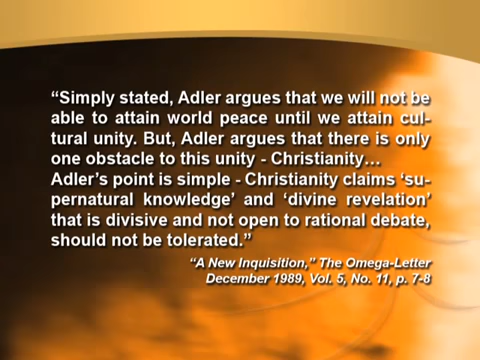 “Simply stated, Adler argues that we will not be
able to attain world peace until we attain cul-
tural unity. But, Adler argues that there is only
one obstacle to this unity - Christianity…
Adler’s point is simple - Christianity claims ‘su-
pernatural knowledge’ and ‘divine revelation’
that is divisive and not open to rational debate,
should not be tolerated.”
“A New Inquisition,” The Omega-Letter
December 1989, Vol. 5, No. 11, p. 7-8